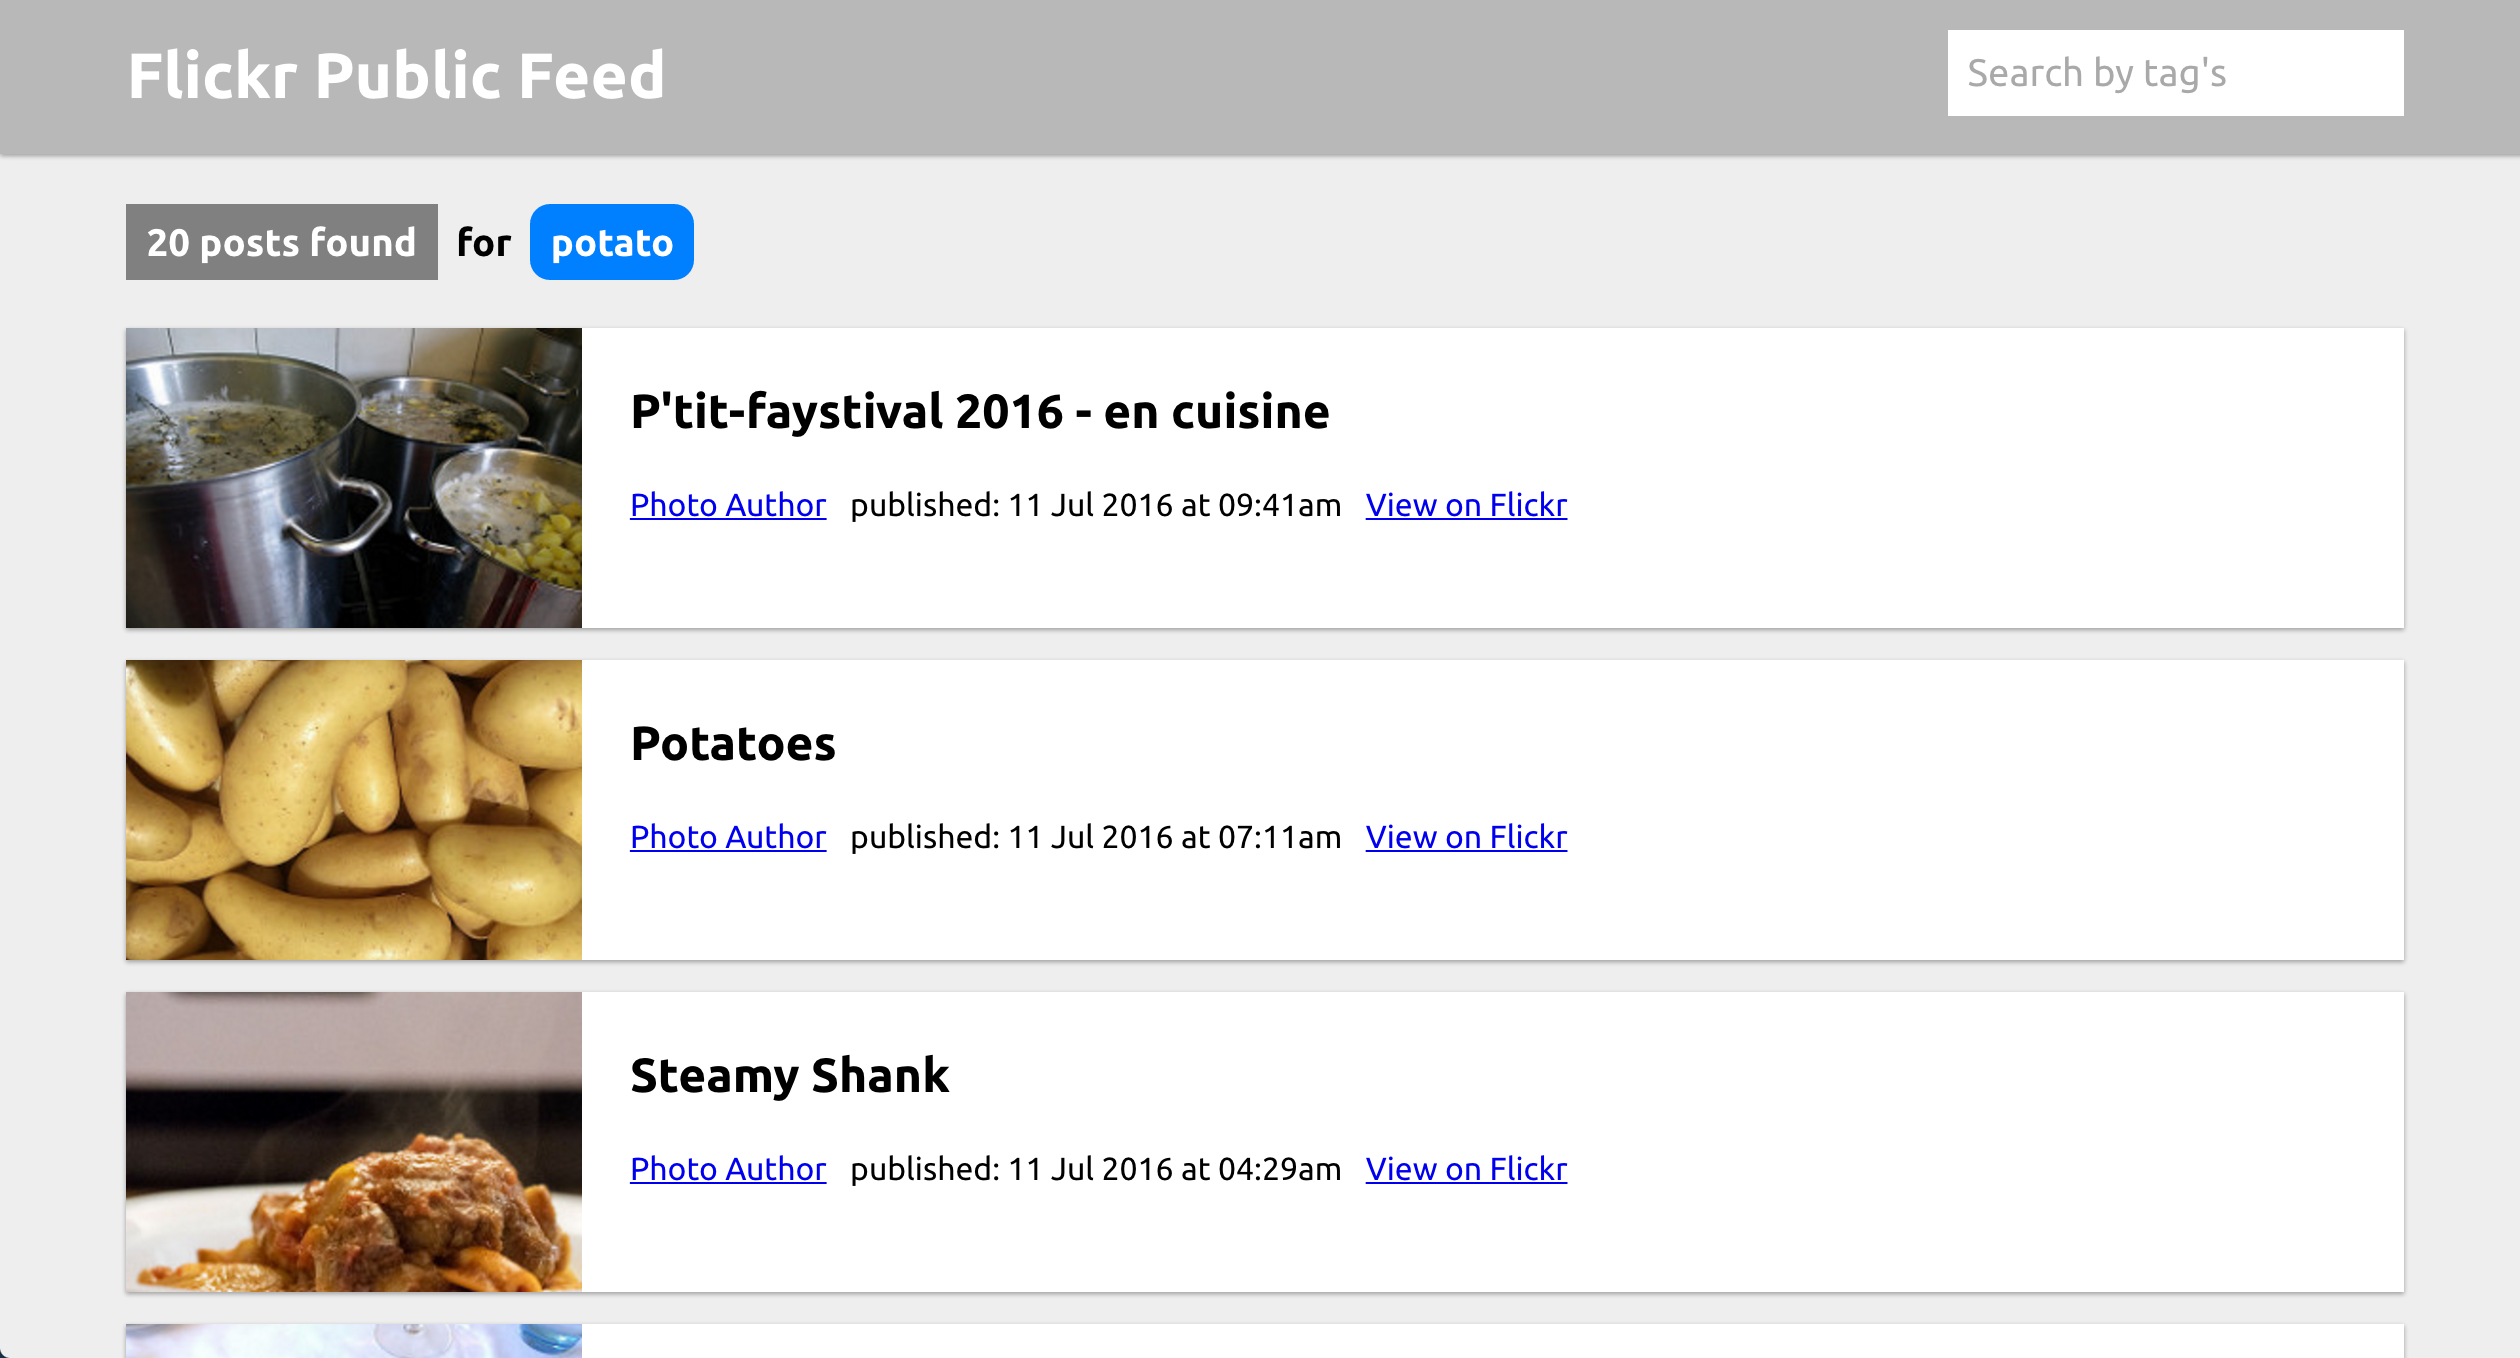 Flickr Public Feed
Search by tag's
20 posts found for potato
P'tit-faystival 2016 - en cuisine
Photo Author published: 11 Jul 2016 at 09:41am View on Flickr
Potatoes
Photo Author published: 11 Jul 2016 at 07:11am View on Flickr
Steamy Shank
Photo Author published: 11 Jul 2016 at 04:29am View on Flickr